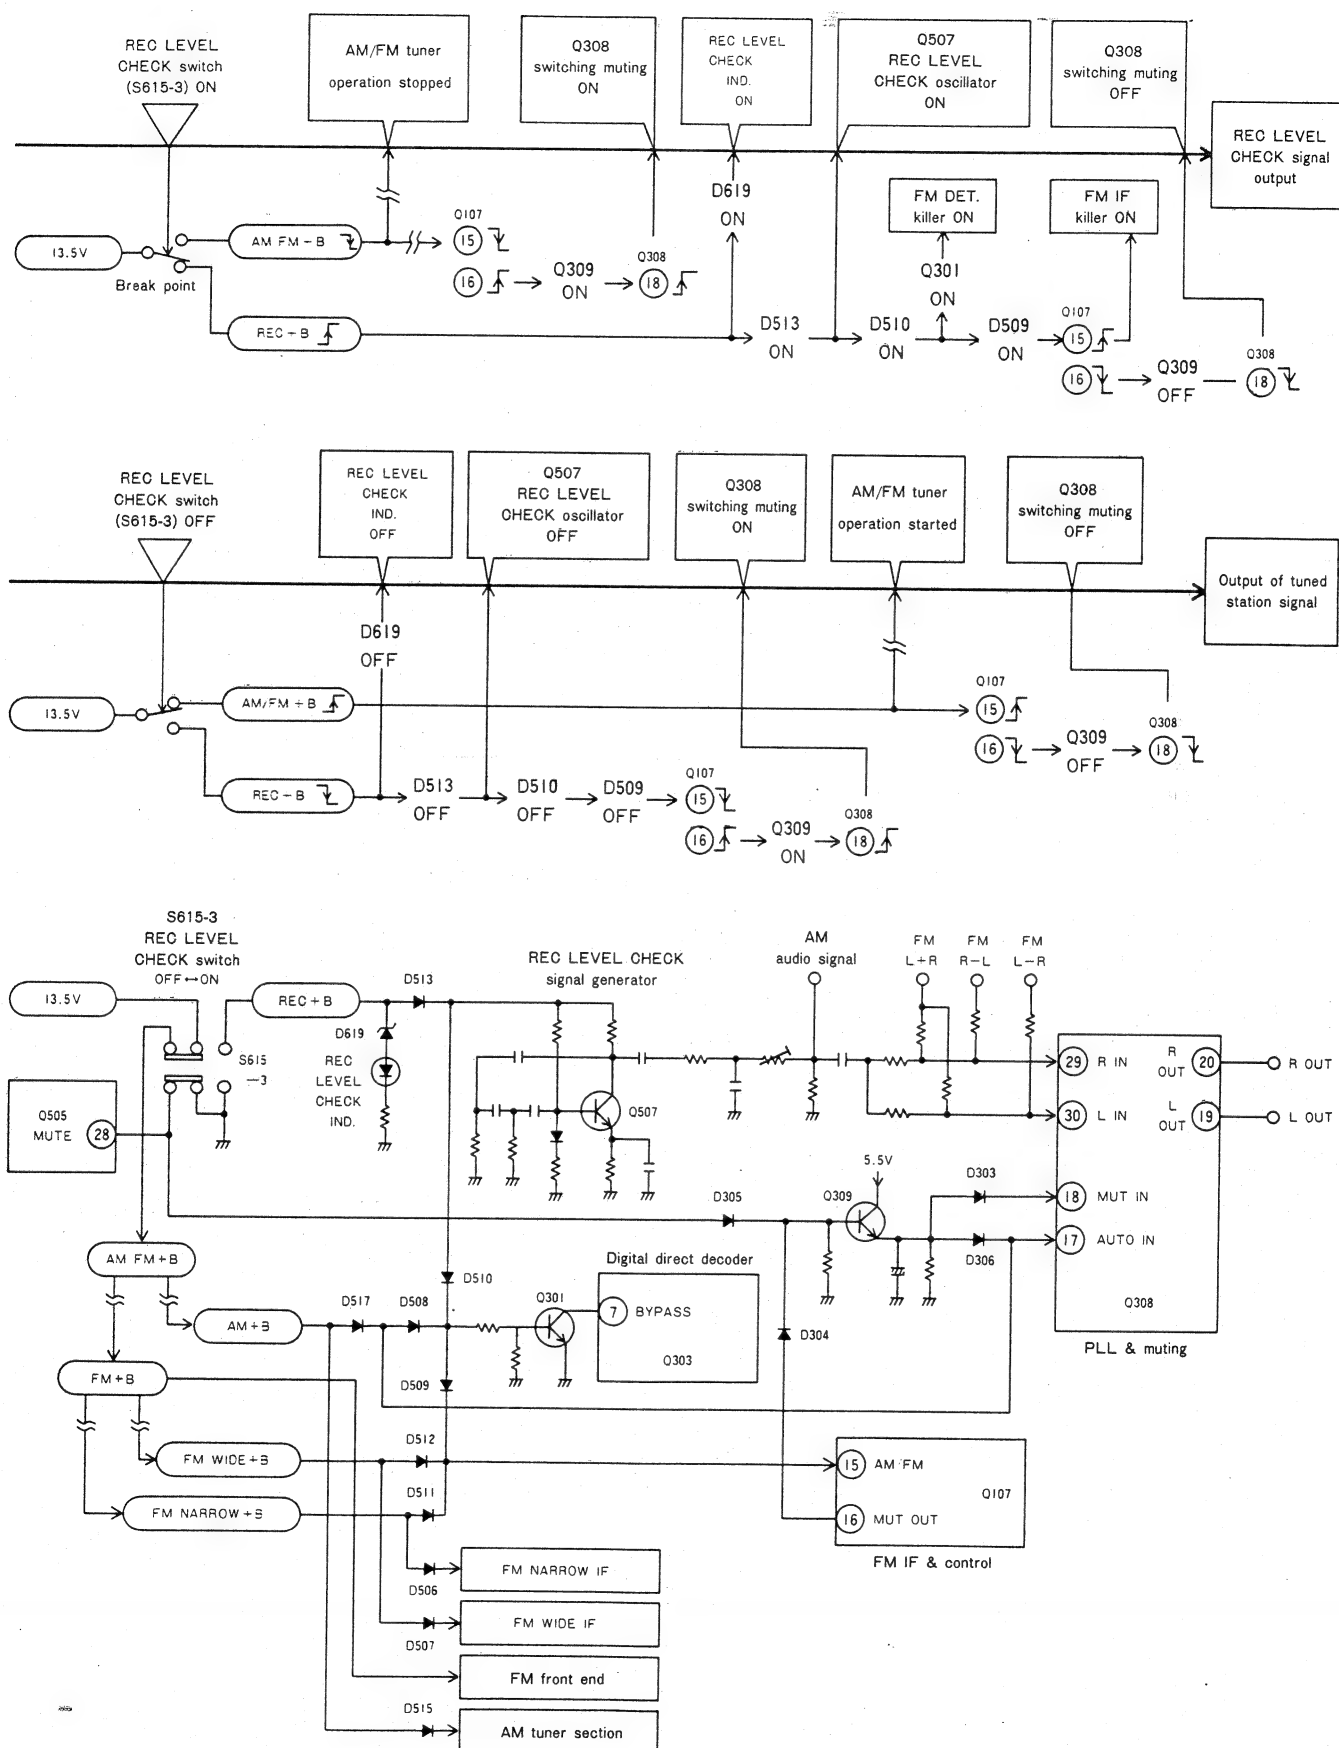 REC LEVEL
CHECK switch
(S615-3) ON
AM/FM tuner
operation stopped
Q308
switching muting
ON
REC LEVEL
CHECK
IND.
ON
Q507
REC LEVEL
CHECK oscillator
ON
Q308
switching muting
OFF
REC LEVEL
CHECK signal
output
13.5V
Break point
AM FM+B
Q107
15
16
Q309
ON
Q308
18
REC+B
D619
ON
D513
ON
D510
ON
FM DET.
killer ON
Q301
ON
D509
ON
FM IF
killer ON
Q107
15
16
Q309
OFF
Q308
18
REC LEVEL
CHECK switch
(S615-3) OFF
REC LEVEL
CHECK
IND.
OFF
Q507
REC LEVEL
CHECK oscillator
OFF
Q308
switching muting
ON
AM/FM tuner
operation started
Q308
switching muting
OFF
Output of tuned
station signal
D619
OFF
13.5V
AM/FM+B
Q107
15
16
Q309
OFF
Q308
18
REC+B
D513
OFF
D510
OFF
D509
OFF
Q107
15
16
Q309
ON
Q308
18
S615-3
REC LEVEL
CHECK switch
OFF↔ON
13.5V
REC+B
D513
REC LEVEL CHECK
signal generator
AM
audio signal
FM
L+R
FM
R-L
FM
L-R
D619
REC
LEVEL
CHECK
IND.
S615
-3
Q505
MUTE
28
Q507
29
R IN
R
OUT
20
R OUT
30
L IN
L
OUT
19
L OUT
5.5V
D305
Q309
D303
18
MUT IN
D306
17
AUTO IN
Q308
PLL & muting
AM FM+B
D510
Digital direct decoder
Q301
7
BYPASS
Q303
D304
AM+B
D517
D508
FM+B
D509
FM WIDE+B
D512
D511
FM NARROW+B
15
AM FM
Q107
16
MUT OUT
FM IF & control
D506
FM NARROW IF
D507
FM WIDE IF
FM front end
D515
AM tuner section